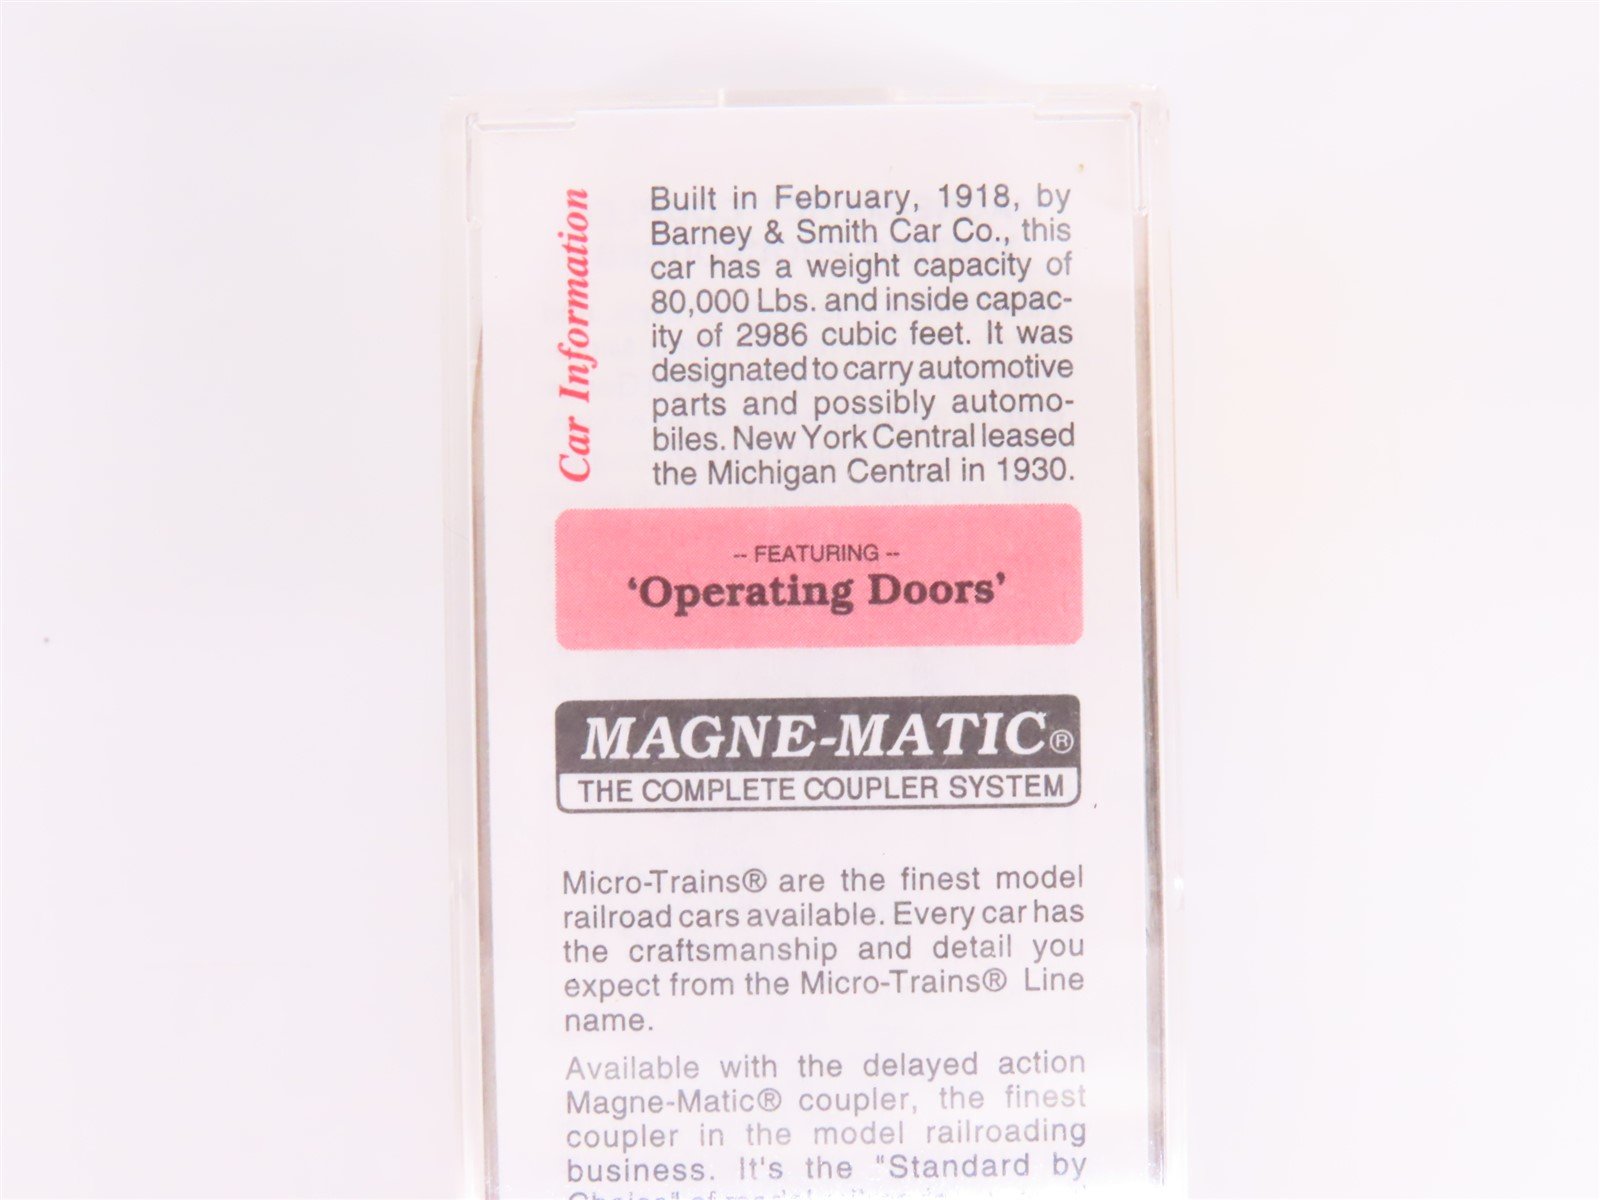 Car Information
Built in February, 1918, by
Barney & Smith Car Co., this
car has a weight capacity of
80,000 Lbs. and inside capac-
ity of 2986 cubic feet. It was
designated to carry automotive
parts and possibly automo-
biles. New York Central leased
the Michigan Central in 1930.
-- FEATURING --
'Operating Doors'
MAGNE-MATIC®
THE COMPLETE COUPLER SYSTEM
Micro-Trains® are the finest model
railroad cars available. Every car has
the craftsmanship and detail you
expect from the Micro-Trains® Line
name.
Available with the delayed action
Magne-Matic® coupler, the finest
coupler in the model railroading
business. It's the "Standard by
Choice" of